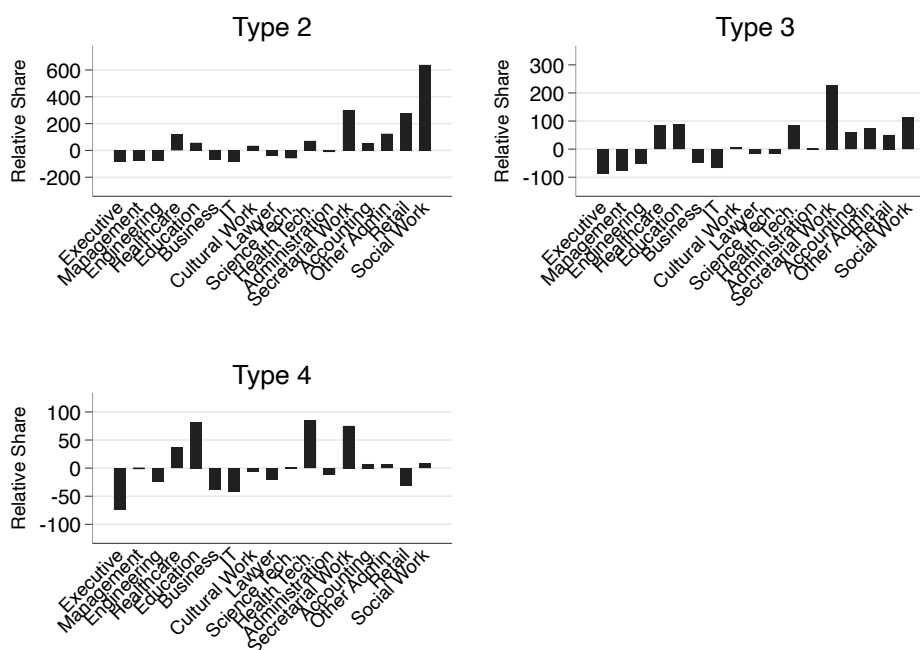 Type 2
Relative Share
600
400
200
0
-200
Executive
Management
Engineering
Healthcare
Education
Business
IT
Cultural Work
Lawyer
Science Tech.
Health Tech.
Administration
Secretarial Work
Accounting
Other Admin
Retail
Social Work
Type 3
Relative Share
300
200
100
0
-100
Executive
Management
Engineering
Healthcare
Education
Business
IT
Cultural Work
Lawyer
Science Tech.
Health Tech.
Administration
Secretarial Work
Accounting
Other Admin
Retail
Social Work
Type 4
Relative Share
100
50
0
-50
-100
Executive
Management
Engineering
Healthcare
Education
Business
IT
Cultural Work
Lawyer
Science Tech.
Health Tech.
Administration
Secretarial Work
Accounting
Other Admin
Retail
Social Work